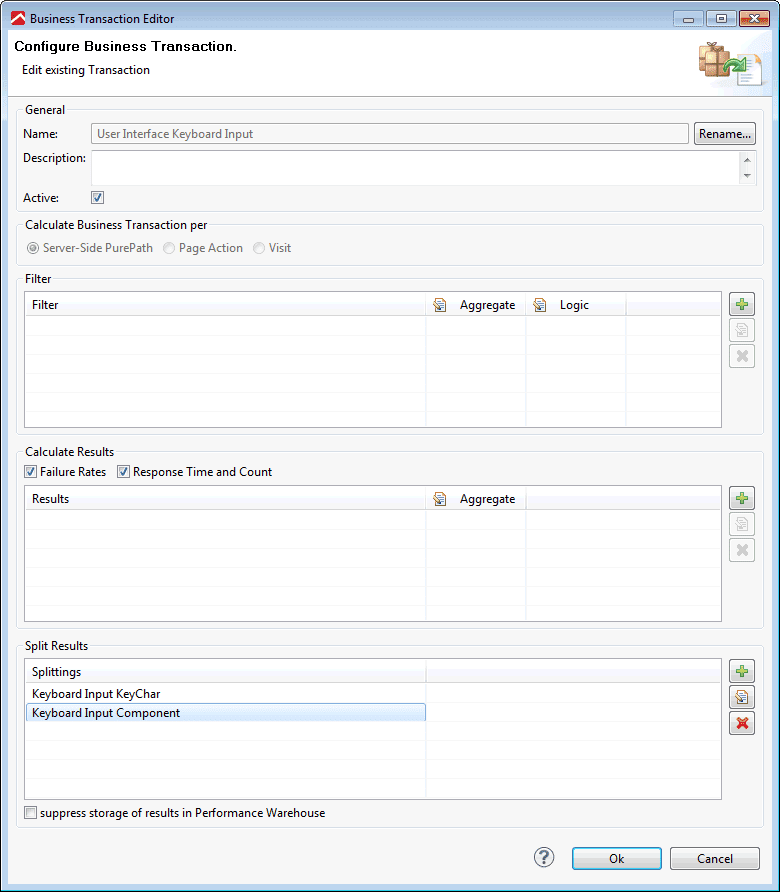 Business Transaction Editor
Configure Business Transaction.
Edit existing Transaction
General
Name: User Interface Keyboard Input Rename...
Description:
Active:
Calculate Business Transaction per
Server-Side PurePath Page Action Visit
Filter
Filter Aggregate Logic
Calculate Results
Failure Rates Response Time and Count
Results Aggregate
Split Results
Splittings
Keyboard Input KeyChar
Keyboard Input Component
suppress storage of results in Performance Warehouse
? Ok Cancel